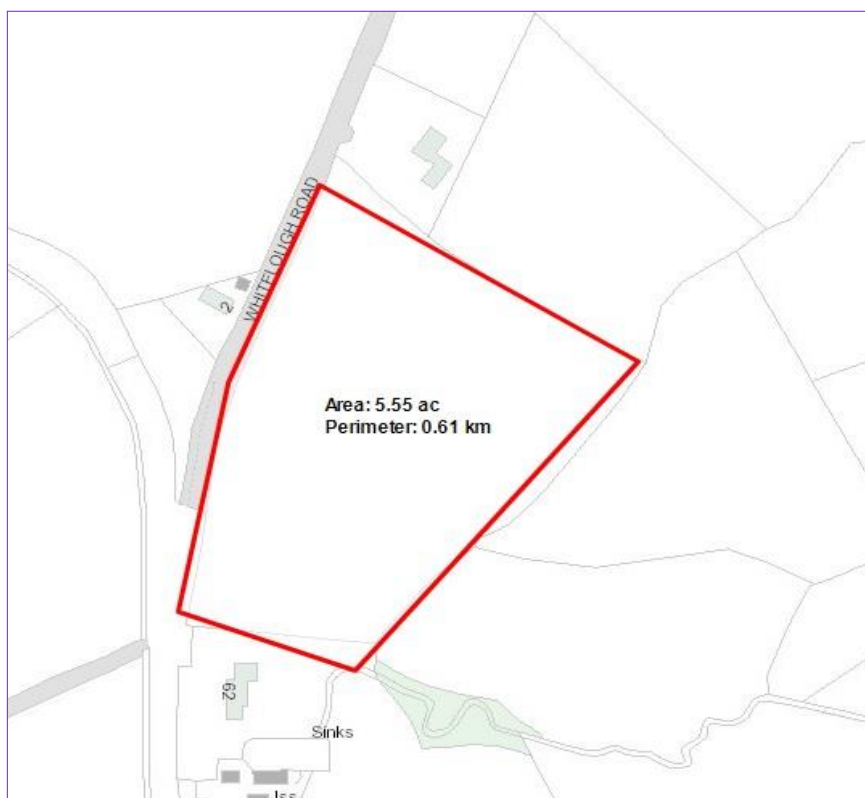 WHITELOUGH ROAD
2
Area: 5.55 ac
Perimeter: 0.61 km
62
Sinks